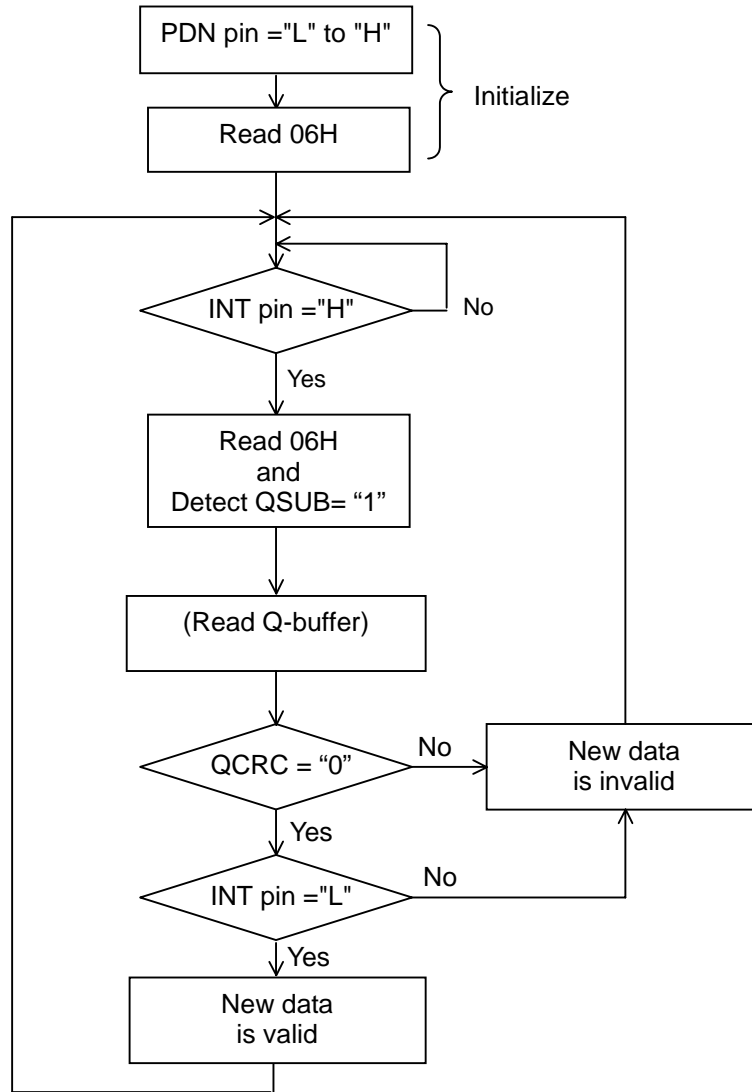 PDN pin ="L" to "H"
Initialize
Read 06H
INT pin ="H"
No
Yes
Read 06H
and
Detect QSUB= “1”
(Read Q-buffer)
QCRC = “0”
No
New data
is invalid
Yes
INT pin ="L"
No
Yes
New data
is valid